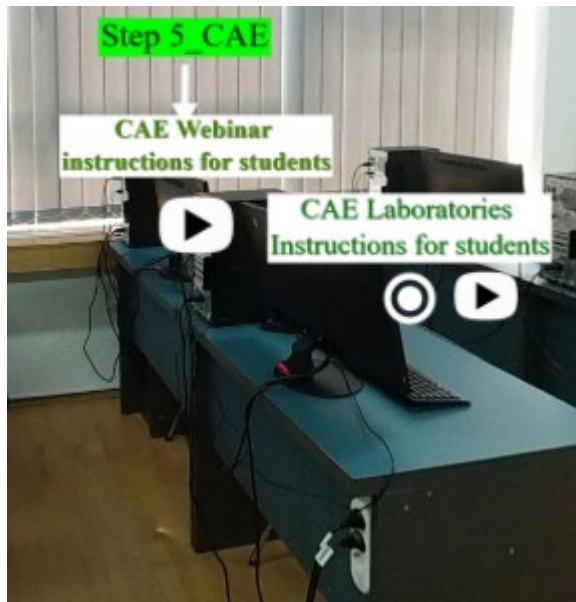 Step 5_CAE
CAE Webinar
instructions for students
CAE Laboratories
Instructions for students